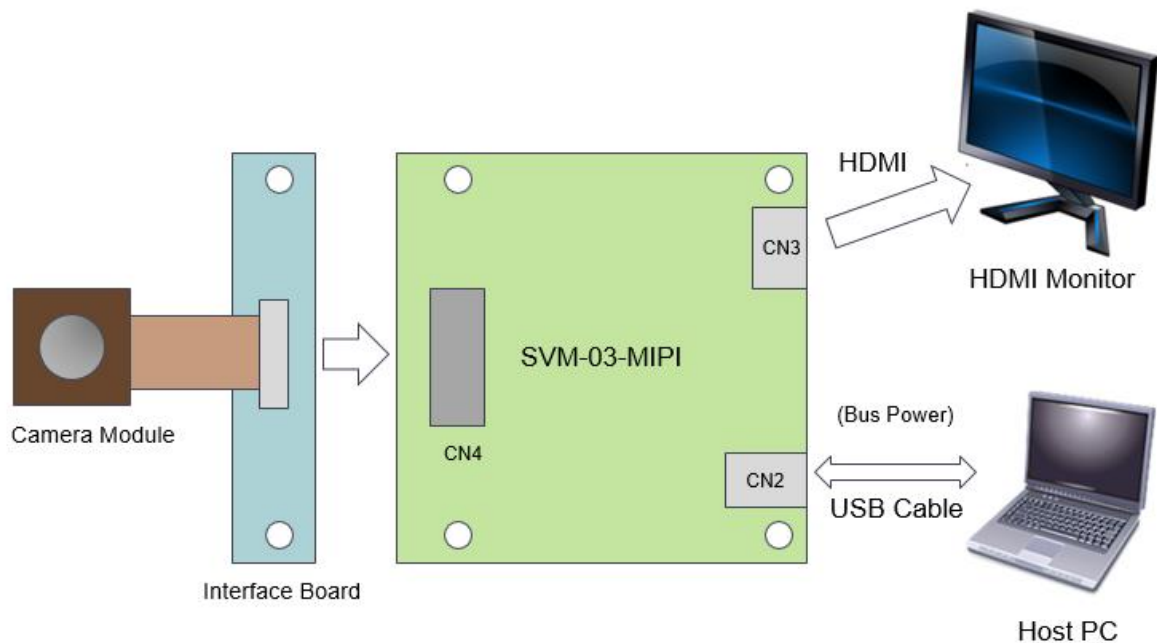 HDMI
CN3
HDMI Monitor
SVM-03-MIPI
Camera Module
CN4
(Bus Power)
CN2
USB Cable
Interface Board
Host PC